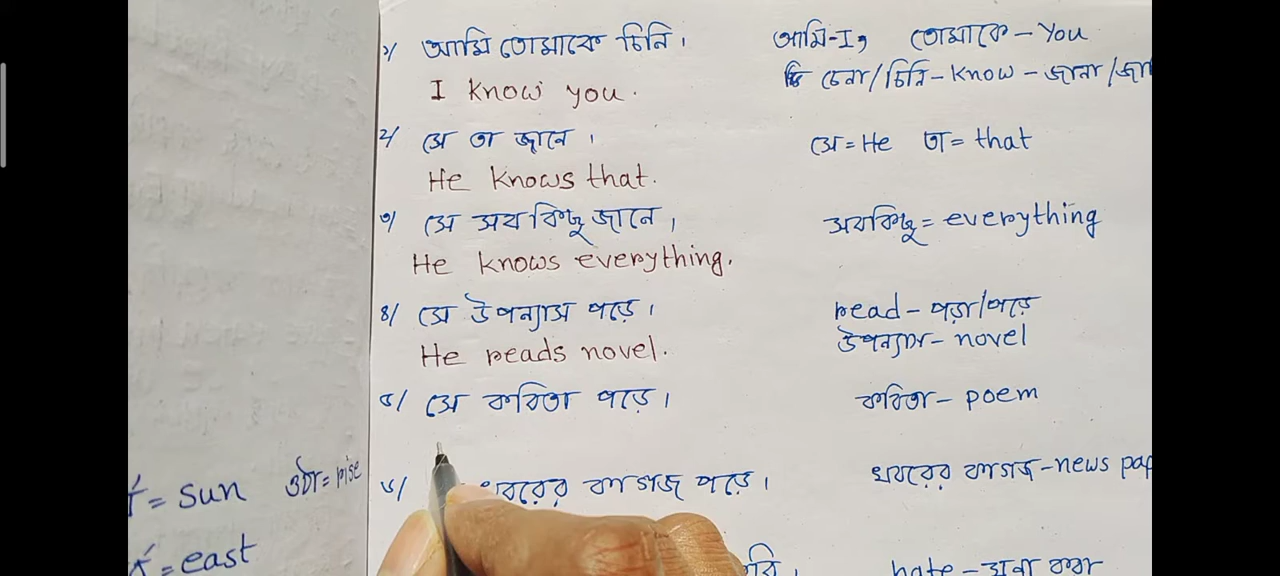 ১/ আমি তোমাকে চিনি। আমি-I, তোমাকে - You
I know you. চেনা/চিনি - know - জানা/
২/ সে তা জানে। সে = He তা = that
He knows that.
৩/ সে সবকিছু জানে। সবকিছু = everything
He knows everything.
৪/ সে উপন্যাস পড়ে। read - পড়া/পড়ে
He reads novel. উপন্যাস - novel
৫/ সে কবিতা পড়ে। কবিতা - poem
৬/ খবরের কাগজ পড়ে। খবরের কাগজ - news
= sun ওঠা = rise
= east
hate - ঘৃণা করা